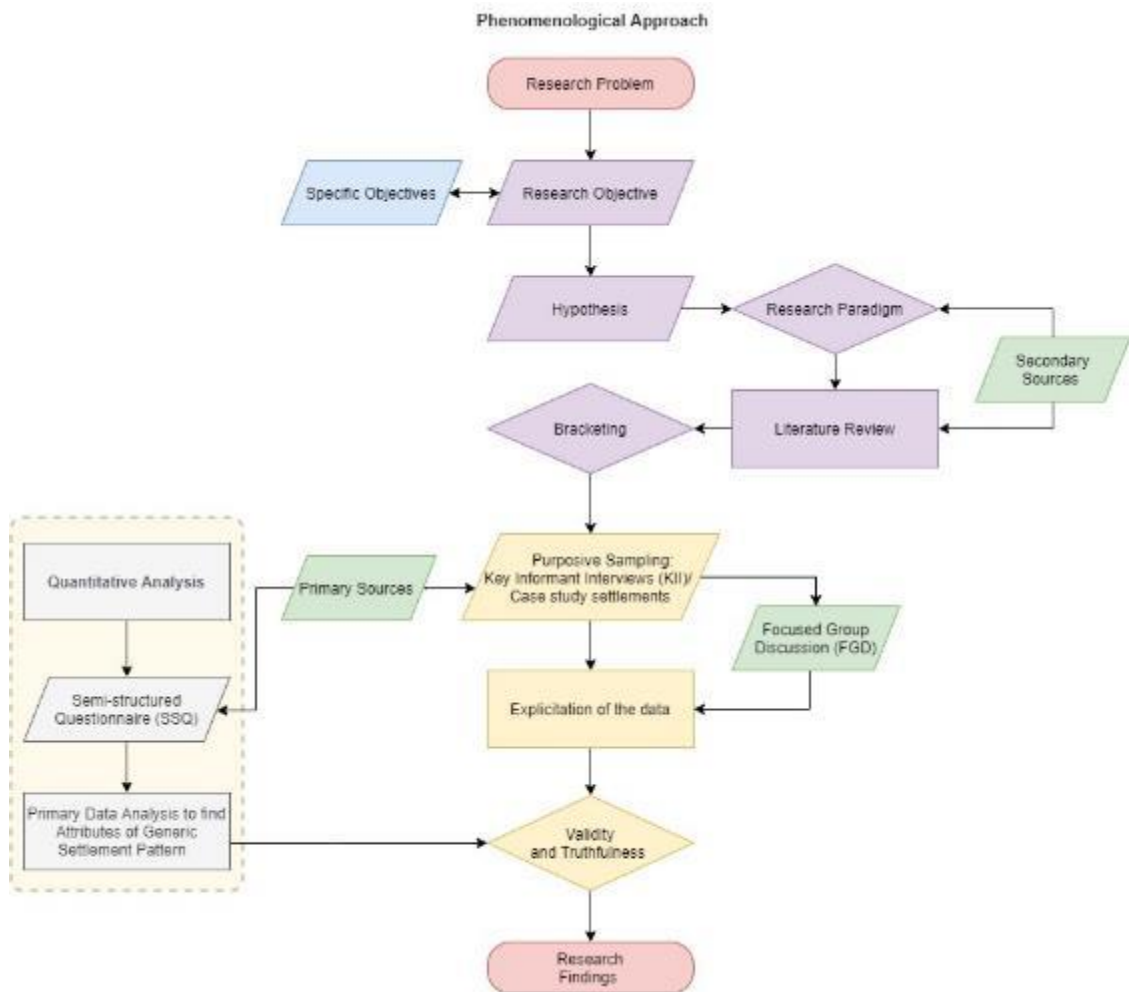 Phenomenological Approach
Research Problem
Specific Objectives
Research Objective
Hypothesis
Research Paradigm
Secondary
Sources
Bracketing
Literature Review
Quantitative Analysis
Primary Sources
Purposive Sampling:
Key Informant Interviews (KII)/
Case study settlements
Focused Group
Discussion (FGD)
Semi-structured
Questionnaire (SSQ)
Explicitation of the data
Primary Data Analysis to find
Attributes of Generic
Settlement Pattern
Validity
and Truthfulness
Research
Findings